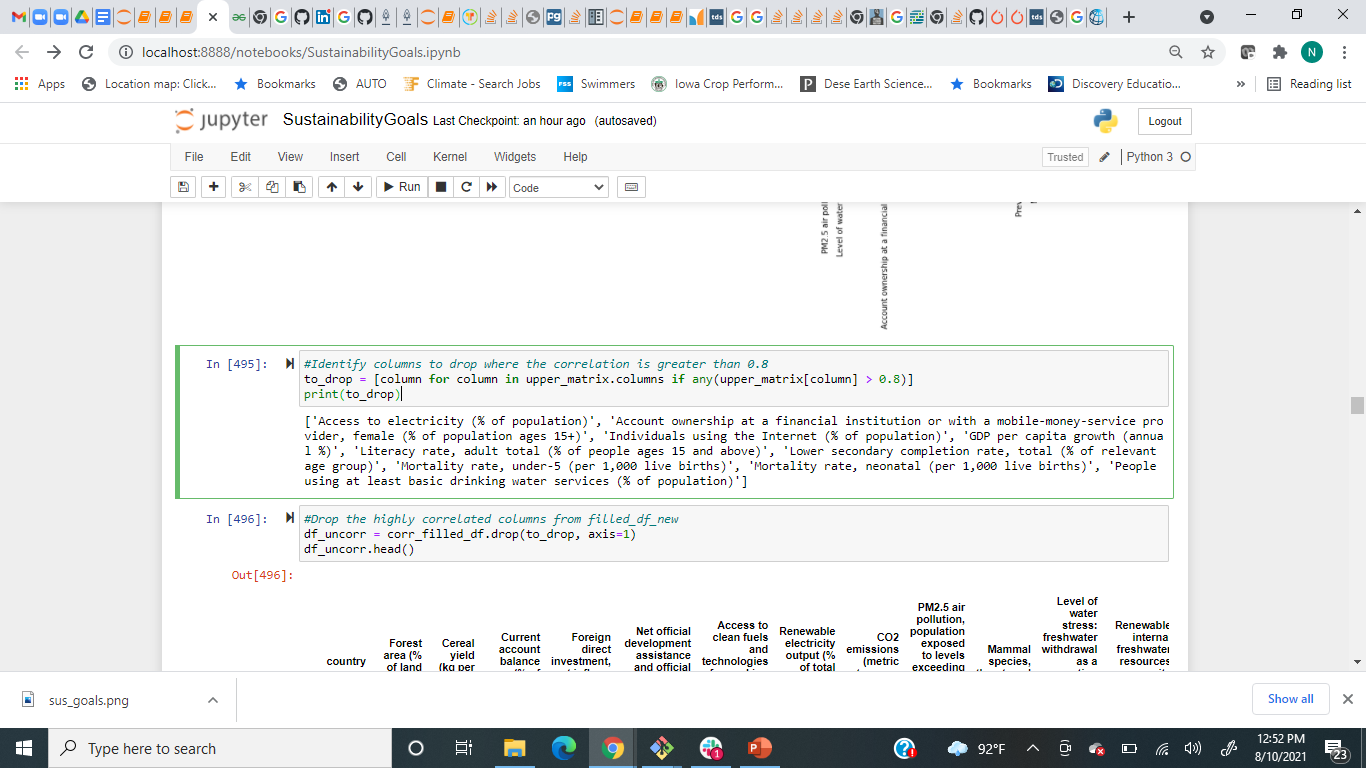 localhost:8888/notebooks/SustainabilityGoals.ipynb
N
Apps Location map: Click... Bookmarks AUTO Climate - Search Jobs FSS Swimmers Iowa Crop Perform... Dese Earth Science... Bookmarks Discovery Educatio... » Reading list
jupyter SustainabilityGoals Last Checkpoint: an hour ago (autosaved) Logout
File Edit View Insert Cell Kernel Widgets Help Trusted Python 3
Run Code
PM2.5 air pol
Level of water
Account ownership at a financial
In [495]: #Identify columns to drop where the correlation is greater than 0.8
to_drop = [column for column in upper_matrix.columns if any(upper_matrix[column] > 0.8)]
print(to_drop)
['Access to electricity (% of population)', 'Account ownership at a financial institution or with a mobile-money-service pro
vider, female (% of population ages 15+)', 'Individuals using the Internet (% of population)', 'GDP per capita growth (annua
l %)', 'Literacy rate, adult total (% of people ages 15 and above)', 'Lower secondary completion rate, total (% of relevant
age group)', 'Mortality rate, under-5 (per 1,000 live births)', 'Mortality rate, neonatal (per 1,000 live births)', 'People
using at least basic drinking water services (% of population)']
In [496]: #Drop the highly correlated columns from filled_df_new
df_uncorr = corr_filled_df.drop(to_drop, axis=1)
df_uncorr.head()
Out[496]:
country
Forest
area (%
of land
Cereal
yield
(kg per
Current
account
balance
Foreign
direct
investment,
Net official
development
assistance
and official
Access to
clean fuels
and
technologies
Renewable
electricity
output (%
of total
CO2
emissions
(metric
PM2.5 air
pollution,
population
exposed
to levels
exceeding
Mammal
species,
Level of
water
stress:
freshwater
withdrawal
as a
Renewable
interna
freshwater
resources
sus_goals.png Show all
Type here to search 92°F 12:52 PM
8/10/2021 23